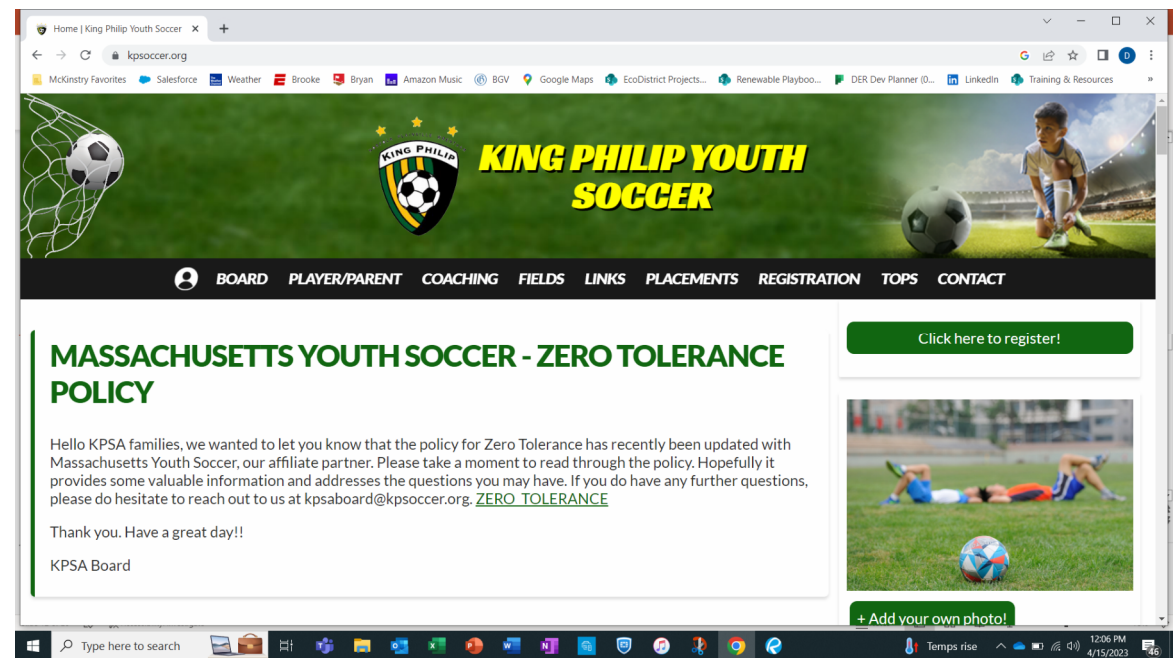 Home | King Philip Youth Soccer
kpsoccer.org
McKinstry Favorites Salesforce Weather Brooke Bryan Amazon Music BGV Google Maps EcoDistrict Projects... Renewable Playboo... DER Dev Planner (0... LinkedIn Training & Resources »
KING PHILIP
KING PHILIP YOUTH
SOCCER
BOARD PLAYER/PARENT COACHING FIELDS LINKS PLACEMENTS REGISTRATION TOPS CONTACT
Click here to register!
MASSACHUSETTS YOUTH SOCCER - ZERO TOLERANCE
POLICY
Hello KPSA families, we wanted to let you know that the policy for Zero Tolerance has recently been updated with
Massachusetts Youth Soccer, our affiliate partner. Please take a moment to read through the policy. Hopefully it
provides some valuable information and addresses the questions you may have. If you do have any further questions,
please do hesitate to reach out to us at kpsaboard@kpsoccer.org. ZERO TOLERANCE
Thank you. Have a great day!!
KPSA Board
+ Add your own photo!
Type here to search
Temps rise
12:06 PM
4/15/2023
46